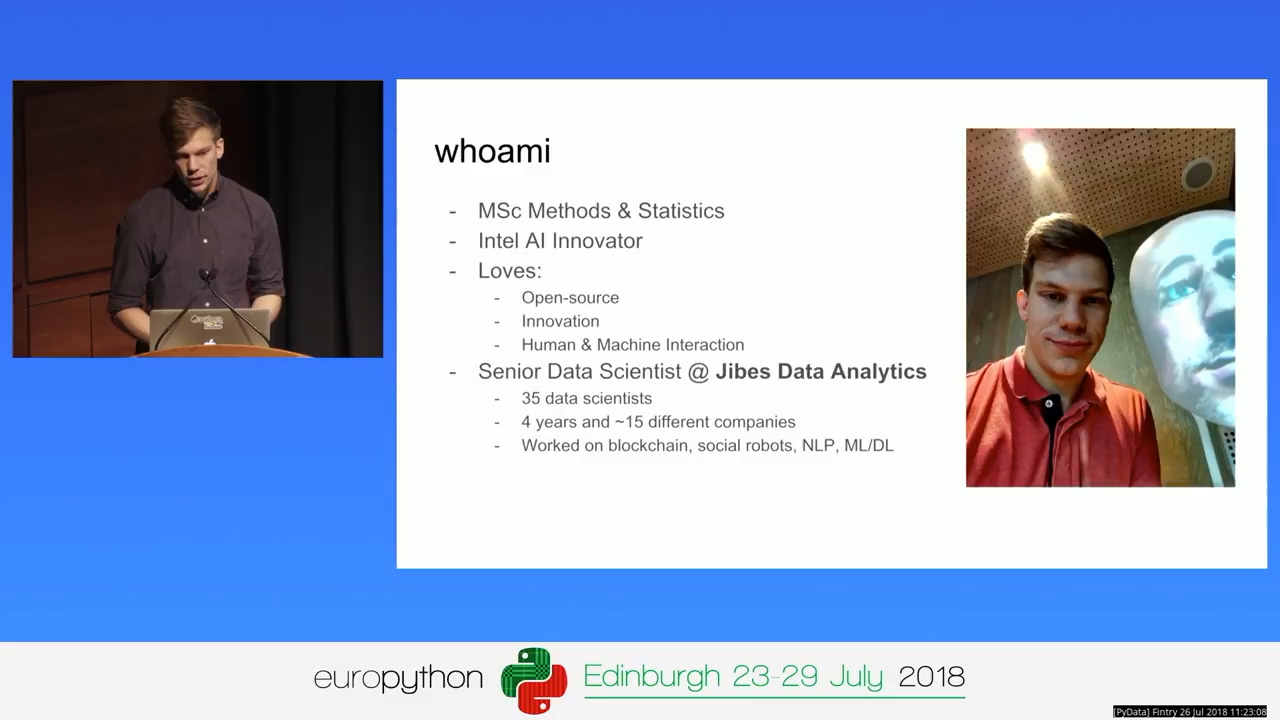 whoami
- MSc Methods & Statistics
- Intel AI Innovator
- Loves:
- Open-source
- Innovation
- Human & Machine Interaction
- Senior Data Scientist @ Jibes Data Analytics
- 35 data scientists
- 4 years and ~15 different companies
- Worked on blockchain, social robots, NLP, ML/DL
europython Edinburgh 23-29 July 2018
[PyData] Fintry 26 Jul 2018 11:23:08